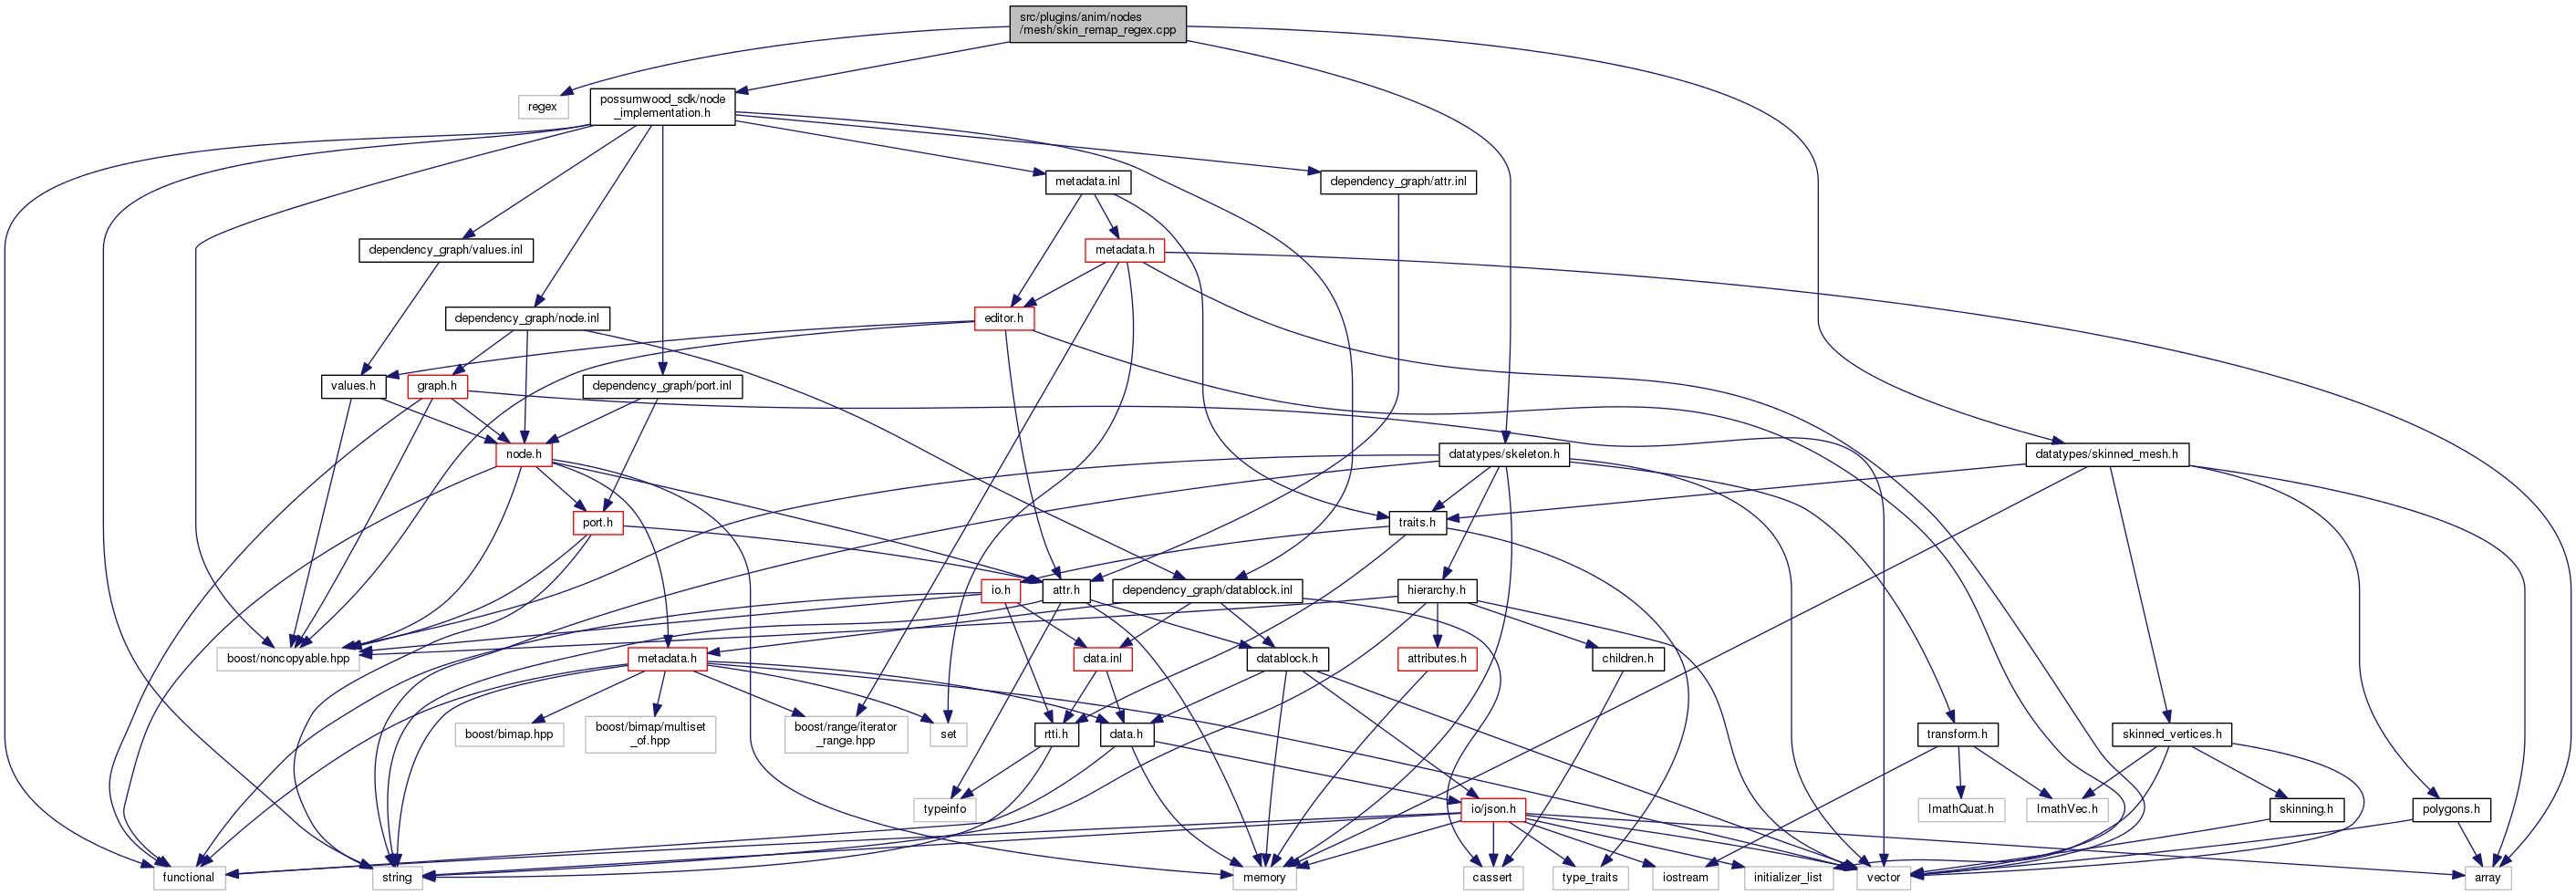 src/plugins/anim/nodes
/mesh/skin_remap_regex.cpp
regex
possumwood_sdk/node
_implementation.h
metadata.inl
dependency_graph/attr.inl
dependency_graph/values.inl
metadata.h
dependency_graph/node.inl
editor.h
values.h
graph.h
dependency_graph/port.inl
node.h
datatypes/skeleton.h
datatypes/skinned_mesh.h
port.h
traits.h
io.h
attr.h
dependency_graph/datablock.inl
hierarchy.h
boost/noncopyable.hpp
metadata.h
data.inl
datablock.h
attributes.h
children.h
boost/bimap.hpp
boost/bimap/multiset
_of.hpp
boost/range/iterator
_range.hpp
set
rtti.h
data.h
transform.h
skinned_vertices.h
typeinfo
io/json.h
ImathQuat.h
ImathVec.h
skinning.h
polygons.h
functional
string
memory
cassert
type_traits
iostream
initializer_list
vector
array